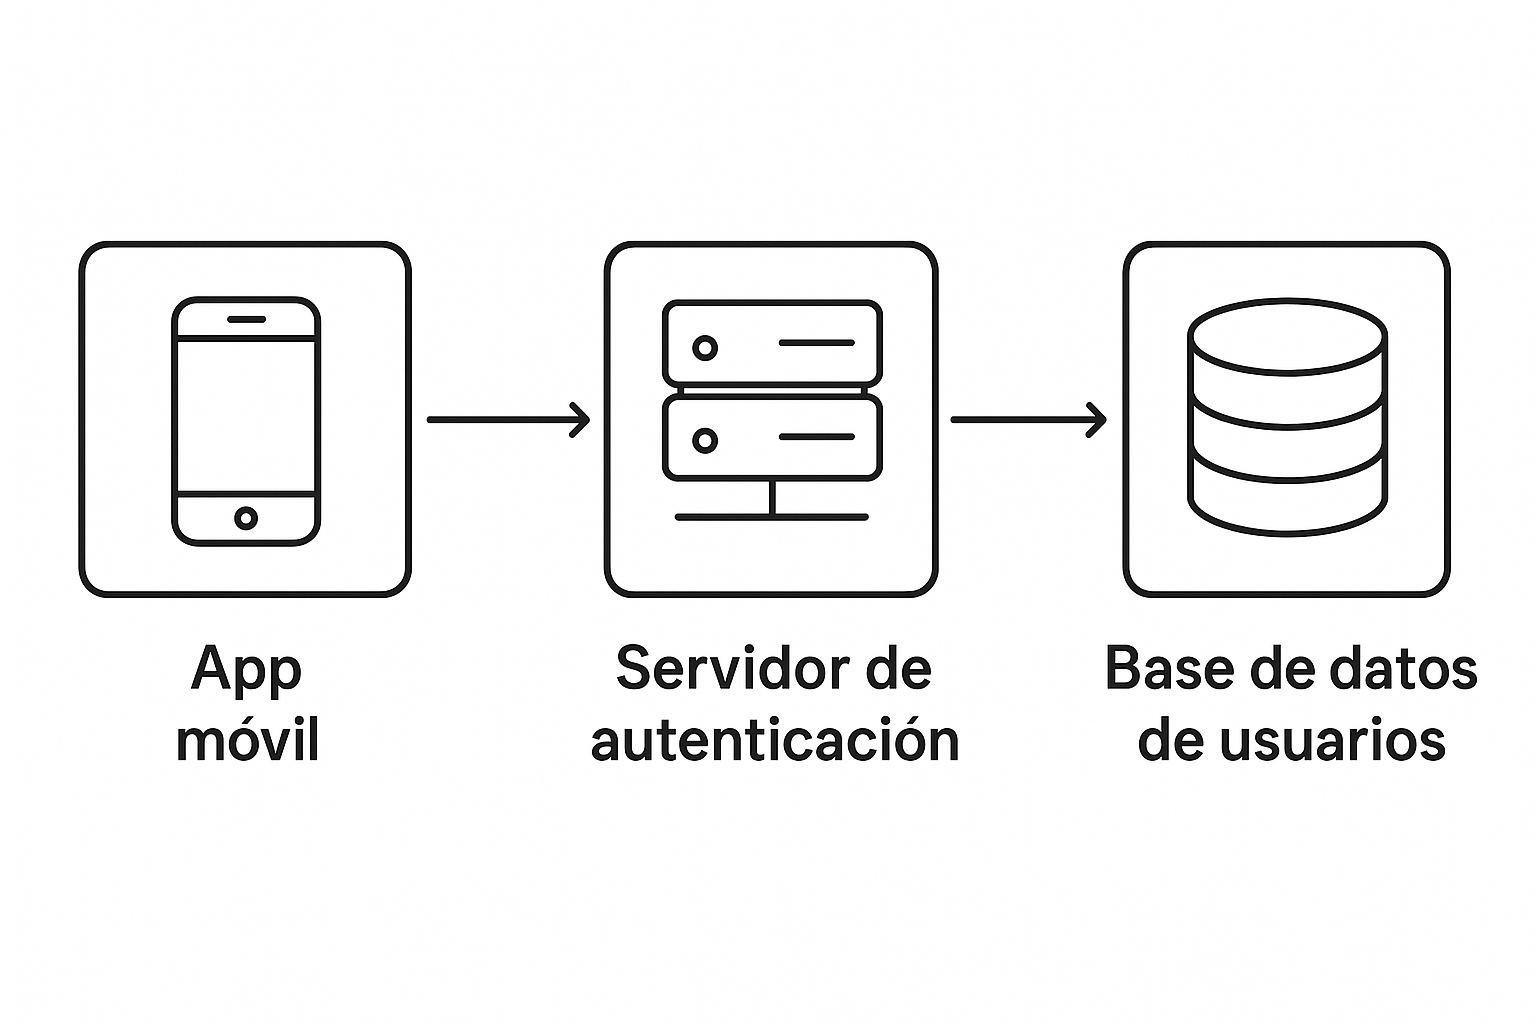 App
móvil
Servidor de
autenticación
Base de datos
de usuarios